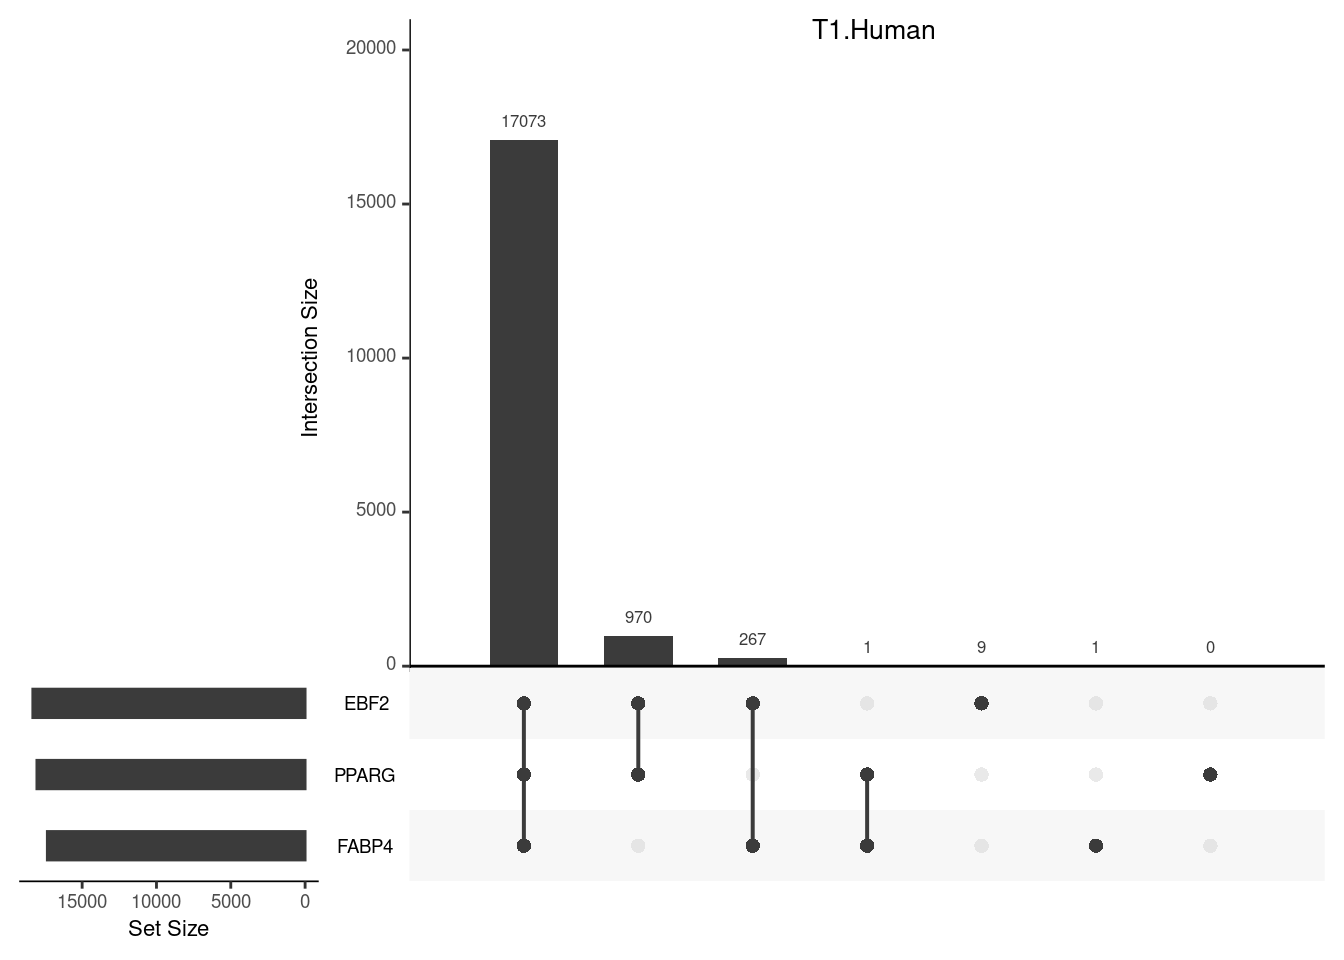 T1.Human
20000
17073
15000
Intersection Size
10000
5000
970
267
1
9
1
0
0
EBF2
PPARG
FABP4
15000 10000 5000 0
Set Size